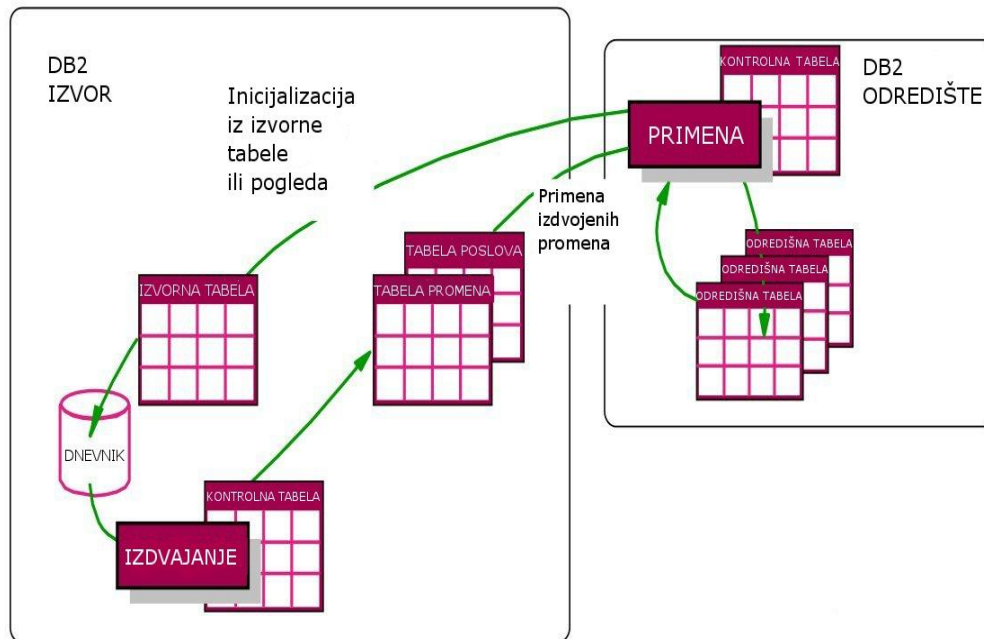 DB2
IZVOR
Inicijalizacija
iz izvorne
tabele
ili pogleda
IZVORNA TABELA
DNEVNIK
IZDVAJANJE
KONTROLNA TABELA
TABELA POSLOVA
TABELA PROMENA
Primena
izdvojenih
promena
PRIMENA
KONTROLNA TABELA
DB2
ODREDIŠTE
ODREDIŠNA TABELA
ODREDIŠNA TABELA
ODREDIŠNA TABELA